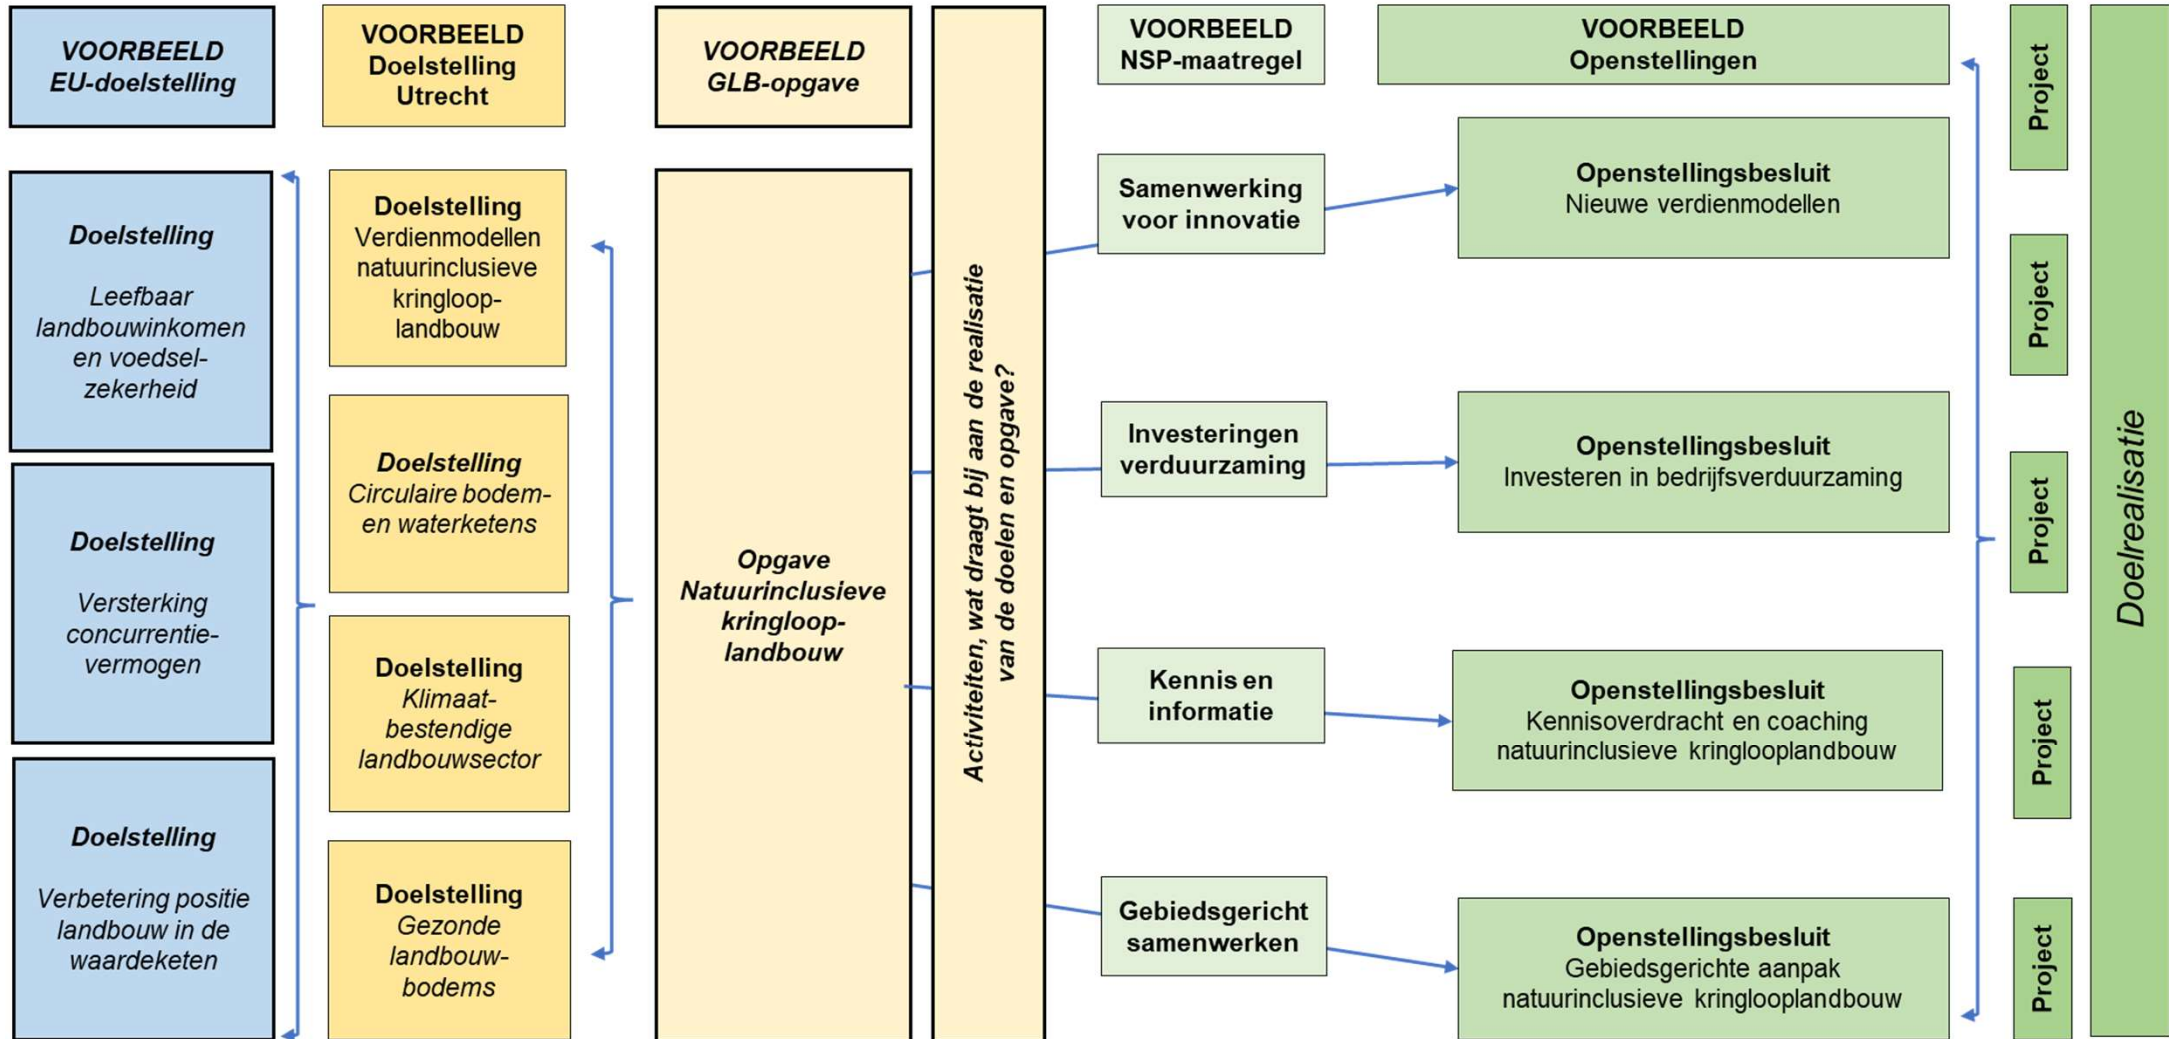 VOORBEELD
EU-doelstelling
Doelstelling
Leefbaar
landbouwinkomen
en voedsel-
zekerheid
Doelstelling
Versterking
concurrentie-
vermogen
Doelstelling
Verbetering positie
landbouw in de
waardeketen
VOORBEELD
Doelstelling
Utrecht
Doelstelling
Verdienmodellen
natuurinclusieve
kringloop-
landbouw
Doelstelling
Circulaire bodem-
en waterketens
Doelstelling
Klimaat-
bestendige
landbouwsector
Doelstelling
Gezonde
landbouw-
bodems
VOORBEELD
GLB-opgave
Opgave
Natuurinclusieve
kringloop-
landbouw
Activiteiten, wat draagt bij aan de realisatie
van de doelen en opgave?
VOORBEELD
NSP-maatregel
Samenwerking
voor innovatie
Investeringen
verduurzaming
Kennis en
informatie
Gebiedsgericht
samenwerken
VOORBEELD
Openstellingen
Openstellingsbesluit
Nieuwe verdienmodellen
Openstellingsbesluit
Investeren in bedrijfsverduurzaming
Openstellingsbesluit
Kennisoverdracht en coaching
natuurinclusieve kringlooplandbouw
Openstellingsbesluit
Gebiedsgerichte aanpak
natuurinclusieve kringlooplandbouw
Project
Project
Project
Project
Project
Doelrealisatie